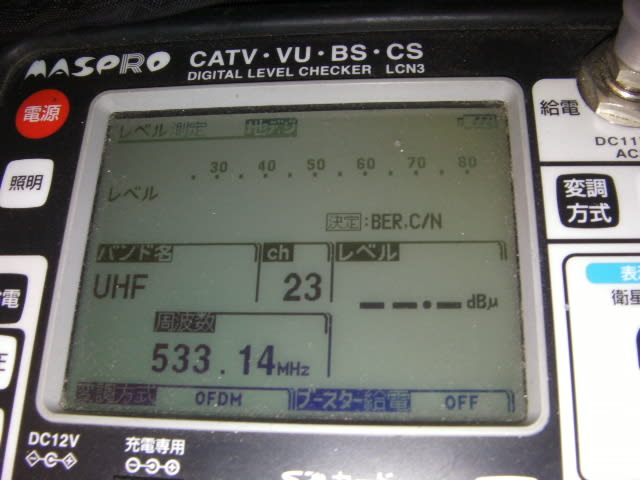 MASPRO CATV・VU・BS・CS
DIGITAL LEVEL CHECKER LCN3
電源
給電
DC11
AC
照明
変調
方式
レベル測定 地デジ
30 40 50 60 70 80
レベル
決定:BER,C/N
バンド名 ch レベル
UHF 23 --.- dBμ
周波数
533.14MHz
変調方式 OFDM ブースター給電 OFF
衛星
電
DC12V
充電専用
カード